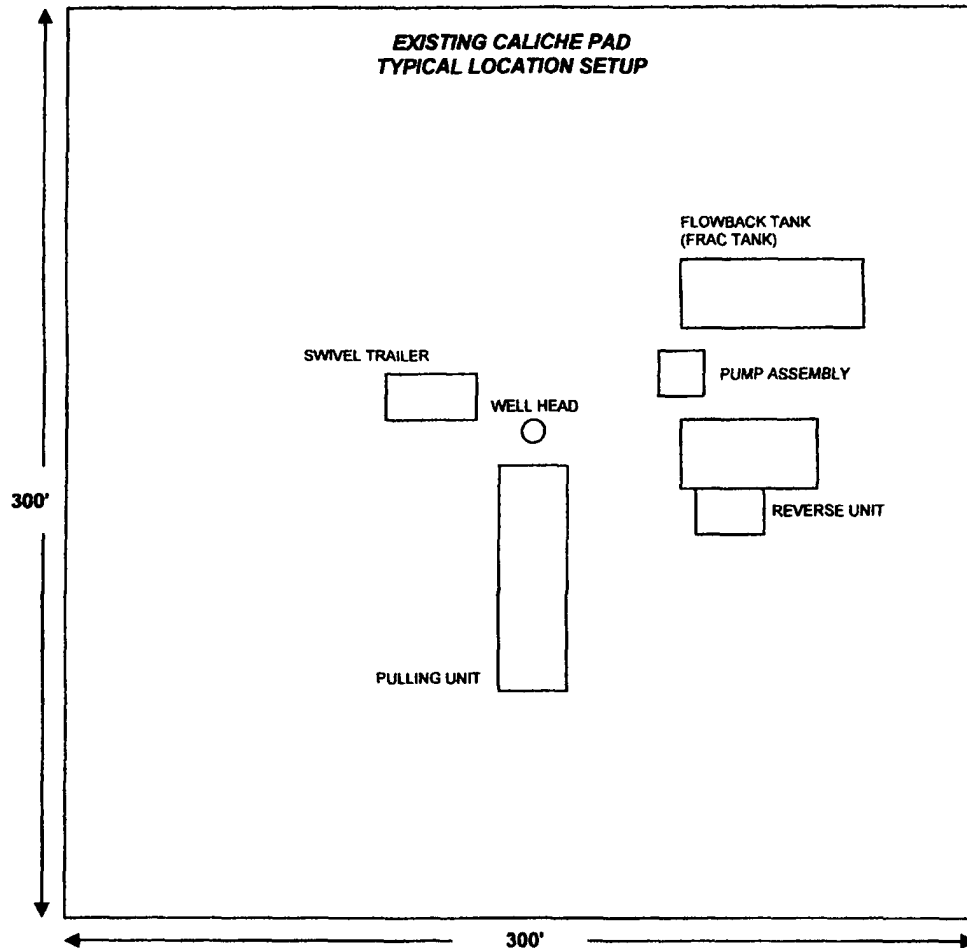 EXISTING CALICHE PAD
TYPICAL LOCATION SETUP
FLOWBACK TANK
(FRAC TANK)
SWIVEL TRAILER
PUMP ASSEMBLY
WELL HEAD
300'
REVERSE UNIT
PULLING UNIT
300'